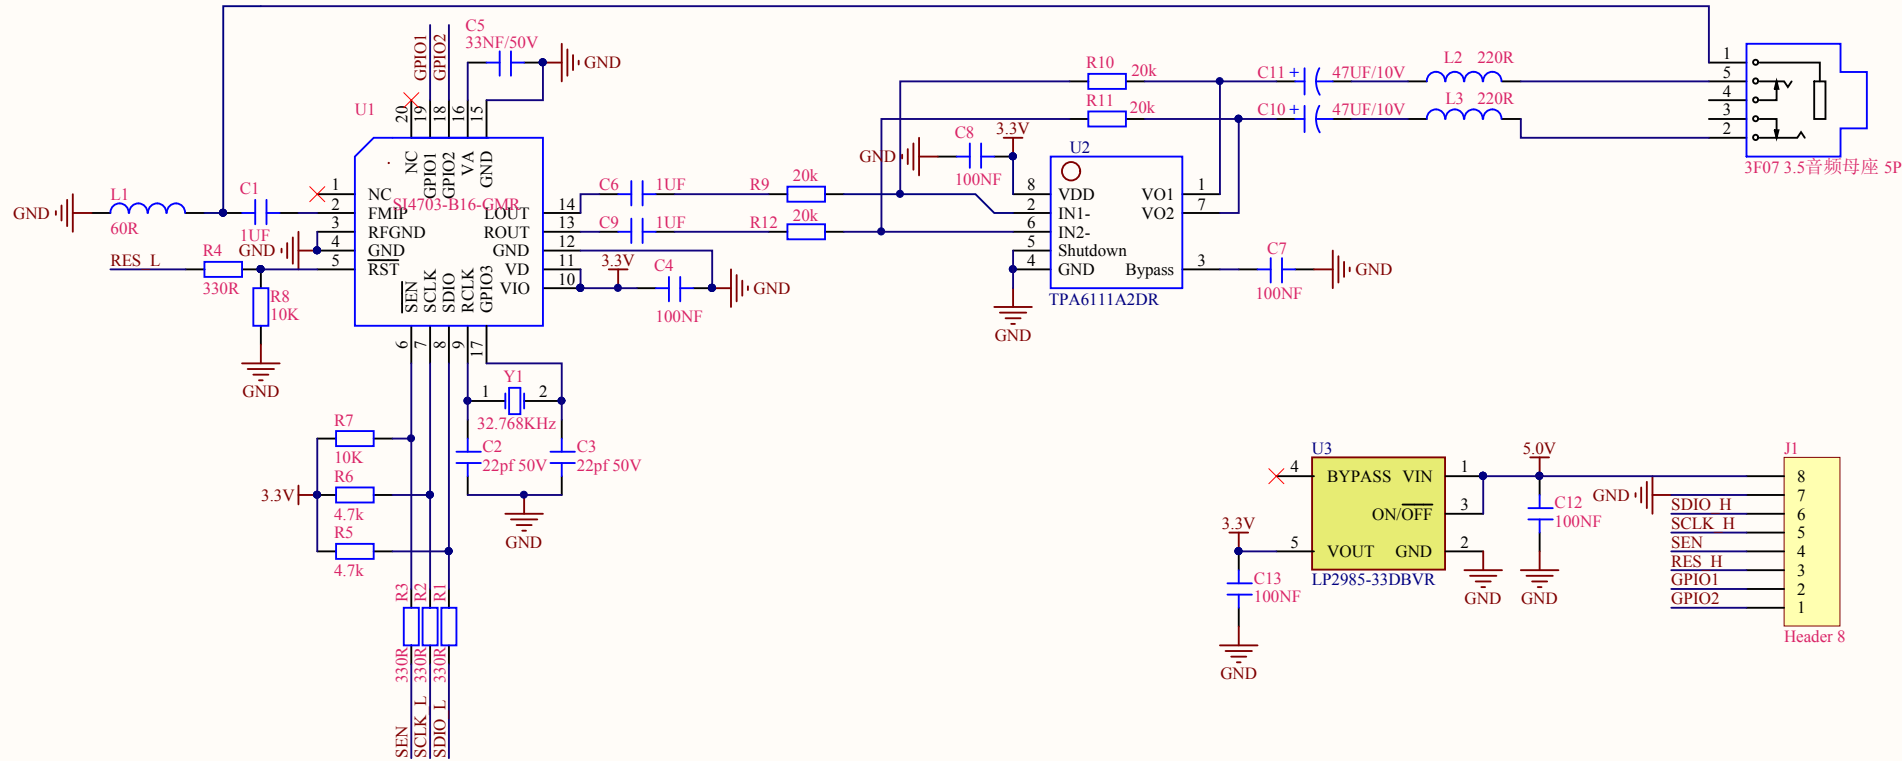 C5
33NF/50V
GND
GPIO1
GPIO2
U1
20
19
18
16
15
NC
GPIO1
GPIO2
VA
GND
1
2
3
4
5
NC
FMIP
RFGND
GND
RST
SI4703-B16-GMR
LOUT
ROUT
GND
VD
VIO
14
13
12
11
10
SEN
SCLK
SDIO
RCLK
GPIO3
6
7
8
9
17
GND
L1
60R
C1
1UF
GND
RES_L
R4
330R
R8
10K
GND
C6
1UF
R9
20k
C9
1UF
R12
20k
3.3V
C4
100NF
GND
Y1
1
2
32.768KHz
C2
22pf 50V
C3
22pf 50V
GND
R7
10K
R6
4.7k
R5
4.7k
3.3V
R3
R2
R1
330R
330R
330R
SEN
SCLK_L
SDIO_L
R10
20k
R11
20k
GND
C8
100NF
3.3V
U2
8
2
6
5
4
VDD
IN1-
IN2-
Shutdown
GND
VO1
VO2
Bypass
1
7
3
TPA6111A2DR
GND
C7
100NF
GND
C11
+
47UF/10V
C10
+
47UF/10V
L2 220R
L3 220R
1
5
4
3
2
3F07 3.5音频母座 5P
U3
4
BYPASS VIN
1
ON/OFF
3
5
VOUT GND
2
LP2985-33DBVR
3.3V
C13
100NF
GND
GND
5.0V
C12
100NF
GND
J1
GND
SDIO_H
SCLK_H
SEN
RES_H
GPIO1
GPIO2
8
7
6
5
4
3
2
1
Header 8